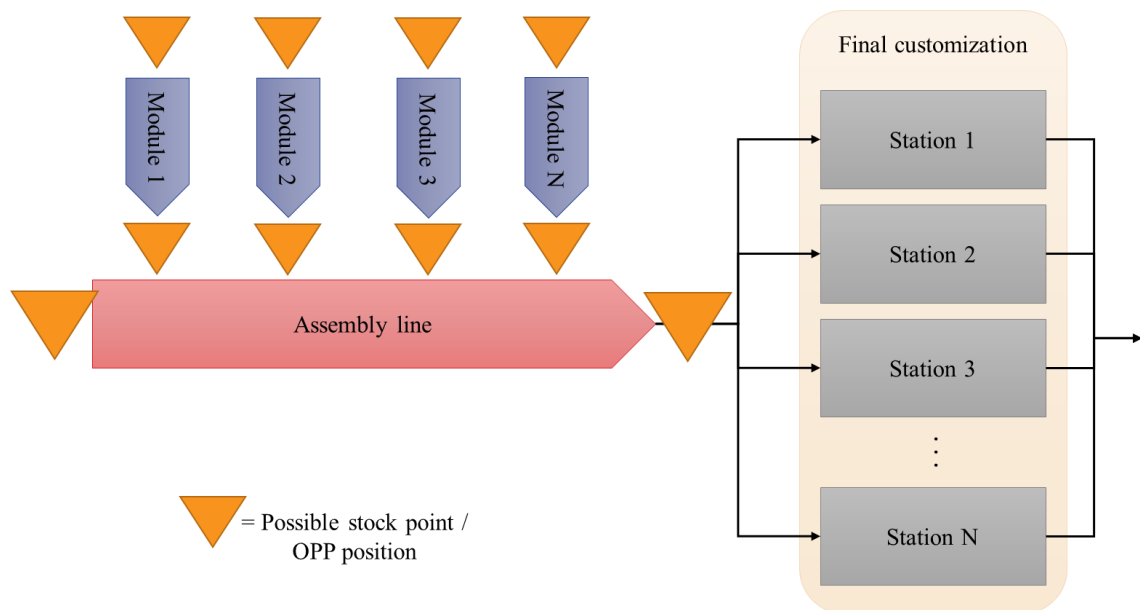 Module 1
Module 2
Module 3
Module N
Assembly line
Final customization
Station 1
Station 2
Station 3
⋮
Station N
= Possible stock point /
OPP position